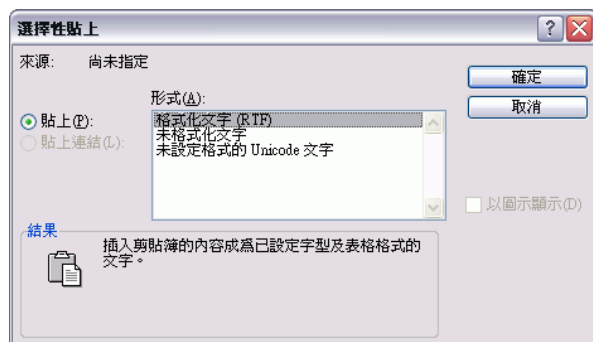 選擇性貼上
來源: 尚未指定
確定
取消
形式(A):
貼上(P):
貼上連結(L):
格式化文字 (RTF)
未格式化文字
未設定格式的 Unicode 文字
以圖示顯示(D)
結果
插入剪貼簿的內容成爲已設定字型及表格格式的
文字。